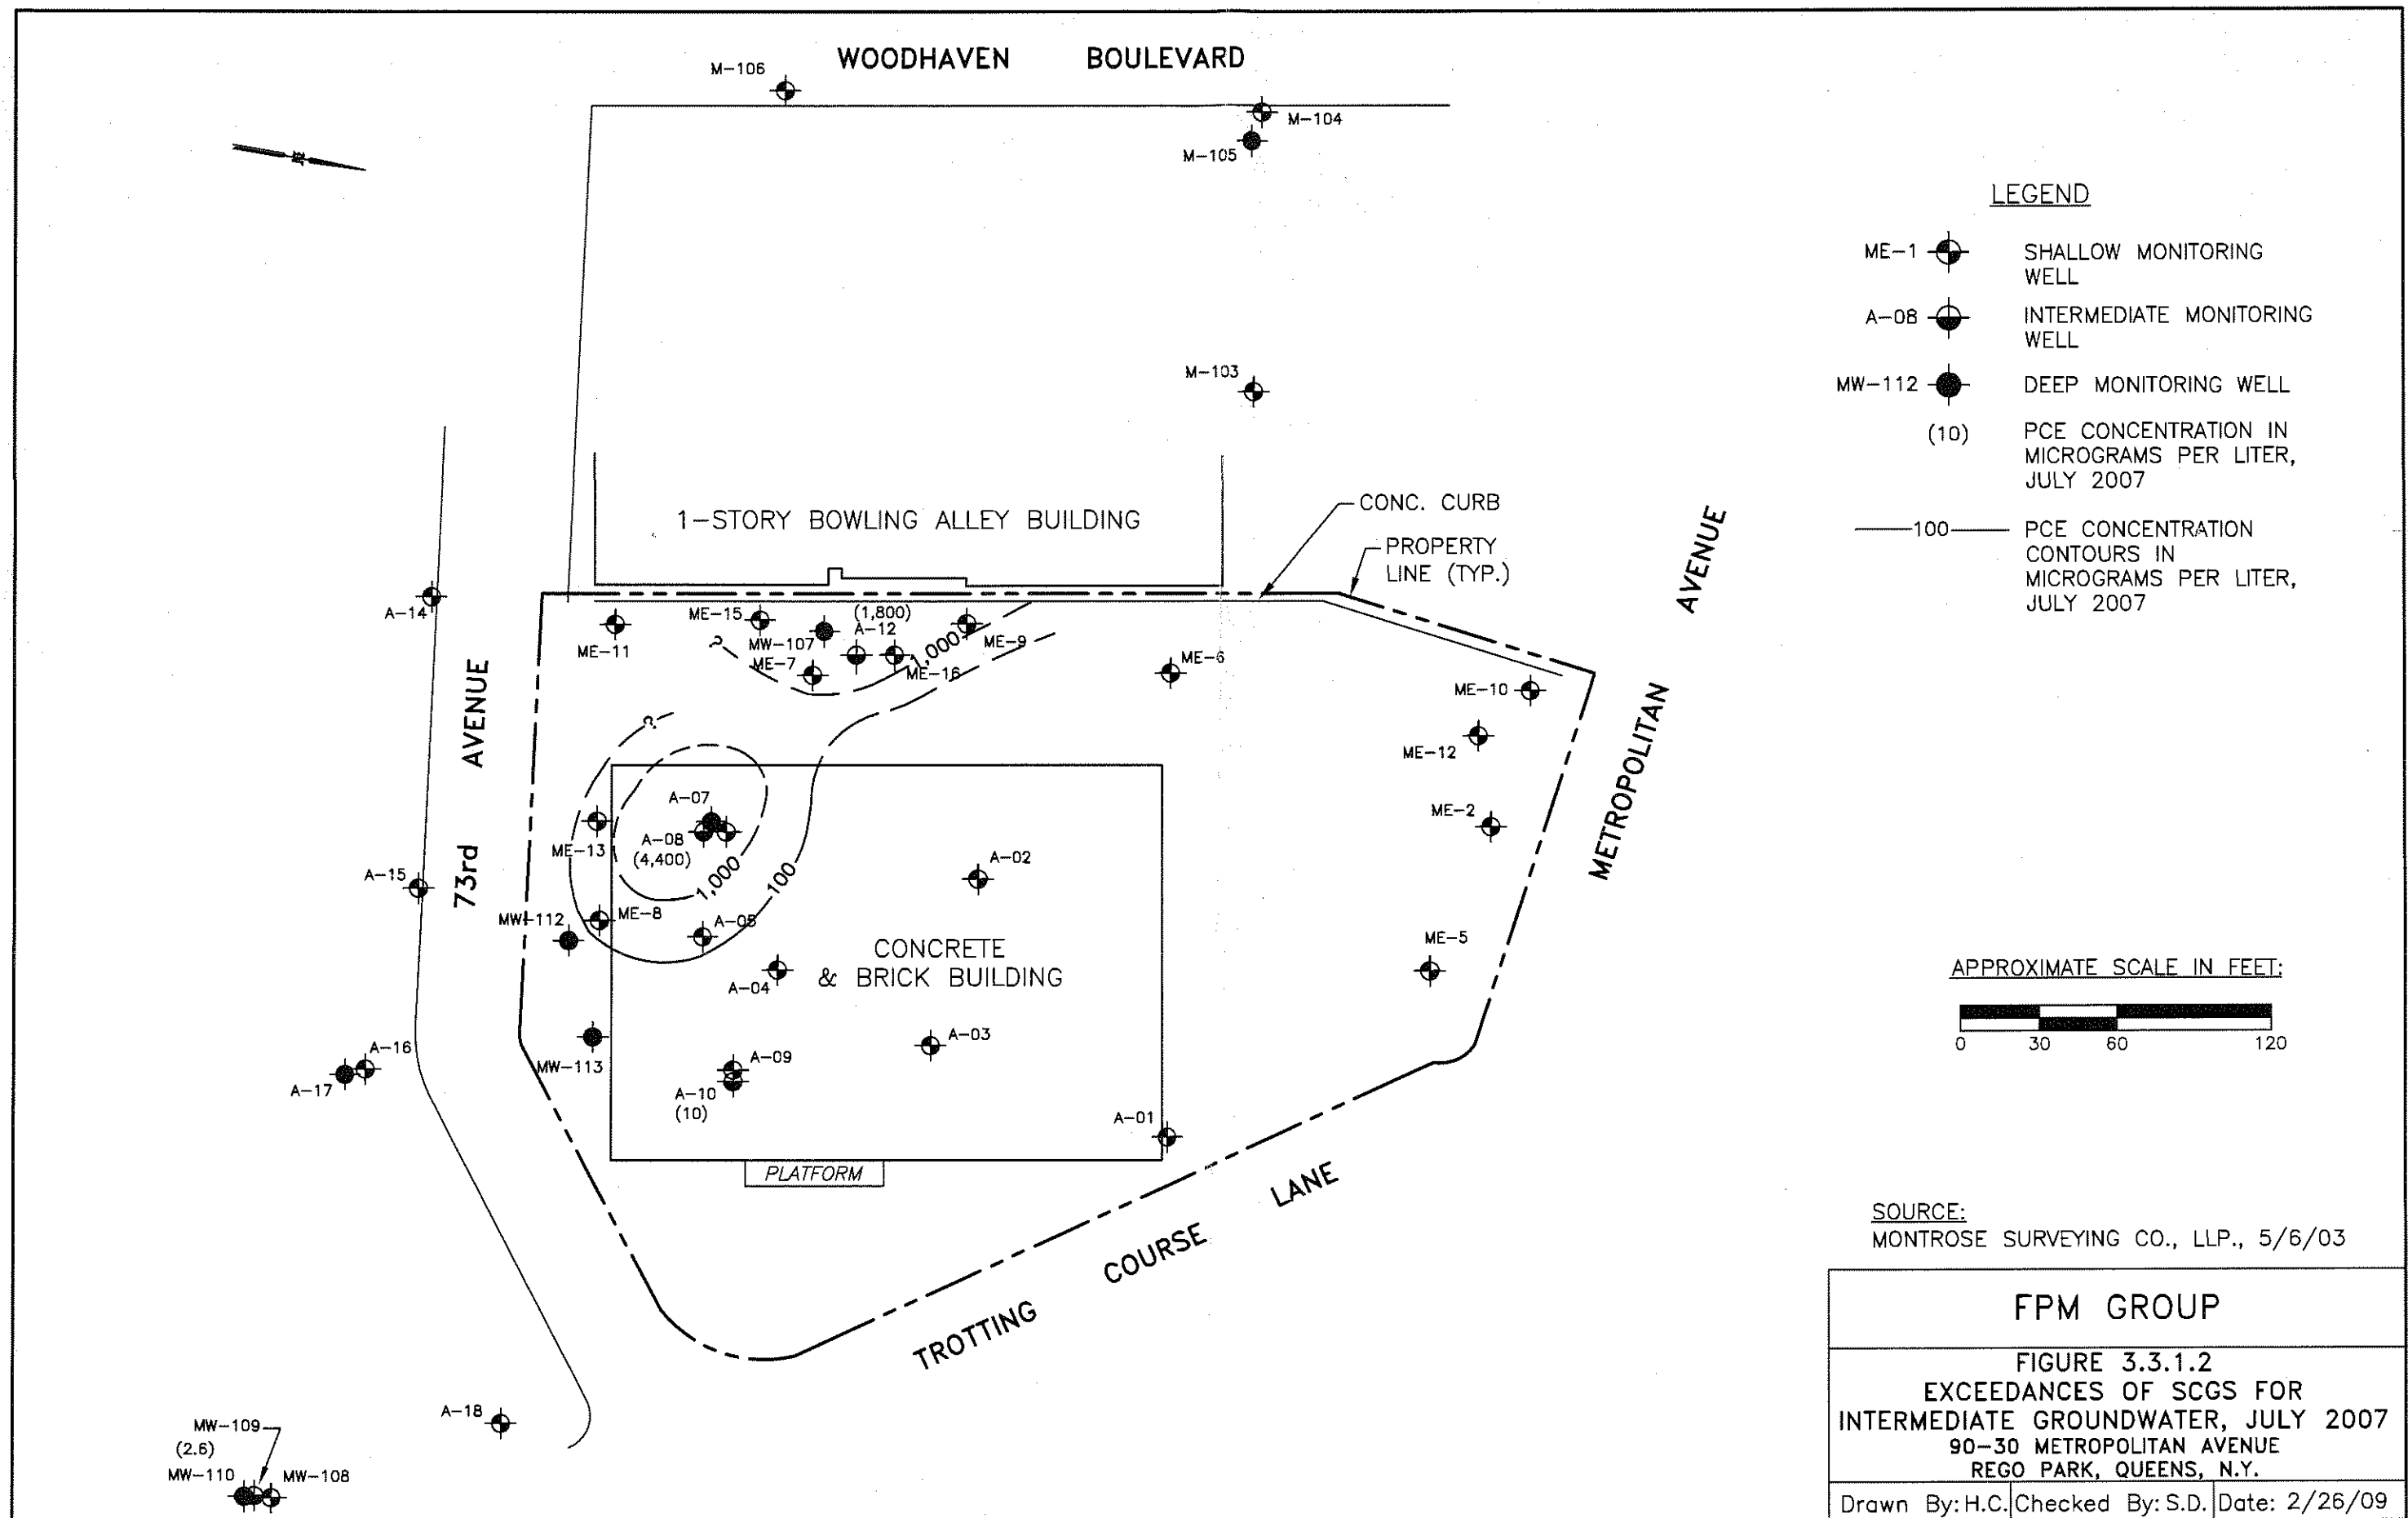 WOODHAVEN BOULEVARD
M-106
M-104
M-105
M-103
LEGEND
ME-1 SHALLOW MONITORING
WELL
A-08 INTERMEDIATE MONITORING
WELL
MW-112 DEEP MONITORING WELL
(10) PCE CONCENTRATION IN
MICROGRAMS PER LITER,
JULY 2007
100 PCE CONCENTRATION
CONTOURS IN
MICROGRAMS PER LITER,
JULY 2007
1-STORY BOWLING ALLEY BUILDING
CONC. CURB
PROPERTY
LINE (TYP.)
METROPOLITAN AVENUE
73rd AVENUE
A-14
ME-11
ME-15
MW-107
ME-7
(1,800)
A-12
ME-16
ME-9
1,000
?
ME-6
ME-10
ME-12
ME-2
ME-5
?
A-07
A-08
(4,400)
1,000
100
ME-13
A-15
MW-112
ME-8
A-05
A-02
A-04
CONCRETE
& BRICK BUILDING
A-03
MW-113
A-09
A-10
(10)
A-16
A-17
A-01
PLATFORM
TROTTING COURSE LANE
A-18
MW-109
(2.6)
MW-110
MW-108
APPROXIMATE SCALE IN FEET:
0 30 60 120
SOURCE:
MONTROSE SURVEYING CO., LLP., 5/6/03
FPM GROUP
FIGURE 3.3.1.2
EXCEEDANCES OF SCGS FOR
INTERMEDIATE GROUNDWATER, JULY 2007
90-30 METROPOLITAN AVENUE
REGO PARK, QUEENS, N.Y.
Drawn By: H.C. Checked By: S.D. Date: 2/26/09